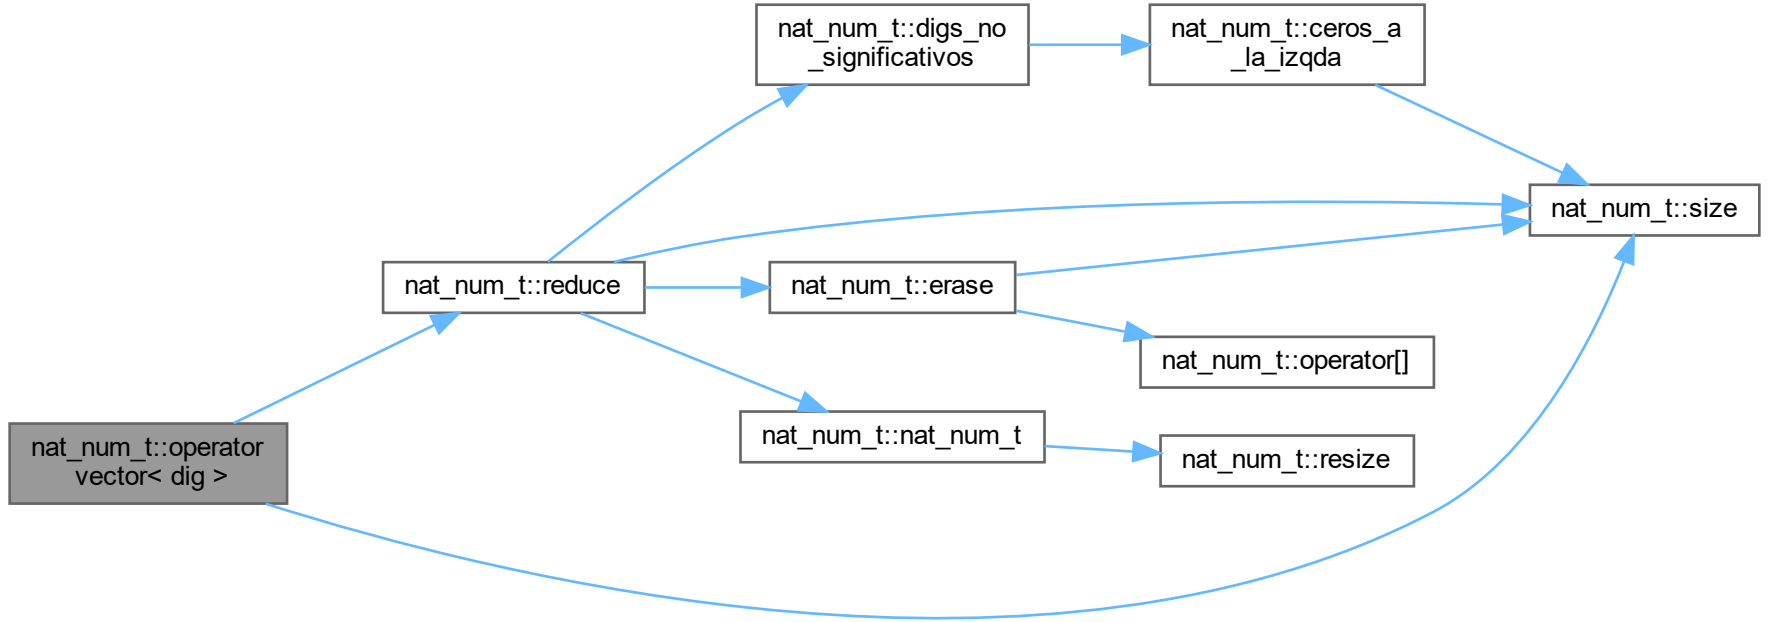 nat_num_t::digs_no
_significativos
nat_num_t::ceros_a
_la_izqda
nat_num_t::size
nat_num_t::reduce
nat_num_t::erase
nat_num_t::operator[]
nat_num_t::nat_num_t
nat_num_t::resize
nat_num_t::operator
vector< dig >